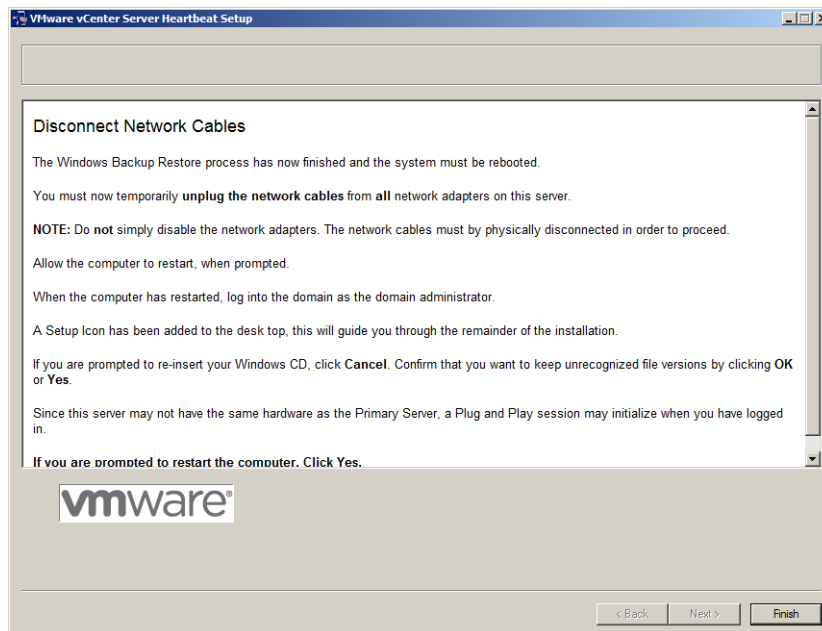 VMware vCenter Server Heartbeat Setup
Disconnect Network Cables
The Windows Backup Restore process has now finished and the system must be rebooted.
You must now temporarily unplug the network cables from all network adapters on this server.
NOTE: Do not simply disable the network adapters. The network cables must by physically disconnected in order to proceed.
Allow the computer to restart, when prompted.
When the computer has restarted, log into the domain as the domain administrator.
A Setup Icon has been added to the desk top, this will guide you through the remainder of the installation.
If you are prompted to re-insert your Windows CD, click Cancel. Confirm that you want to keep unrecognized file versions by clicking OK
or Yes.
Since this server may not have the same hardware as the Primary Server, a Plug and Play session may initialize when you have logged
in.
If you are prompted to restart the computer. Click Yes.
vmware®
< Back
Next >
Finish